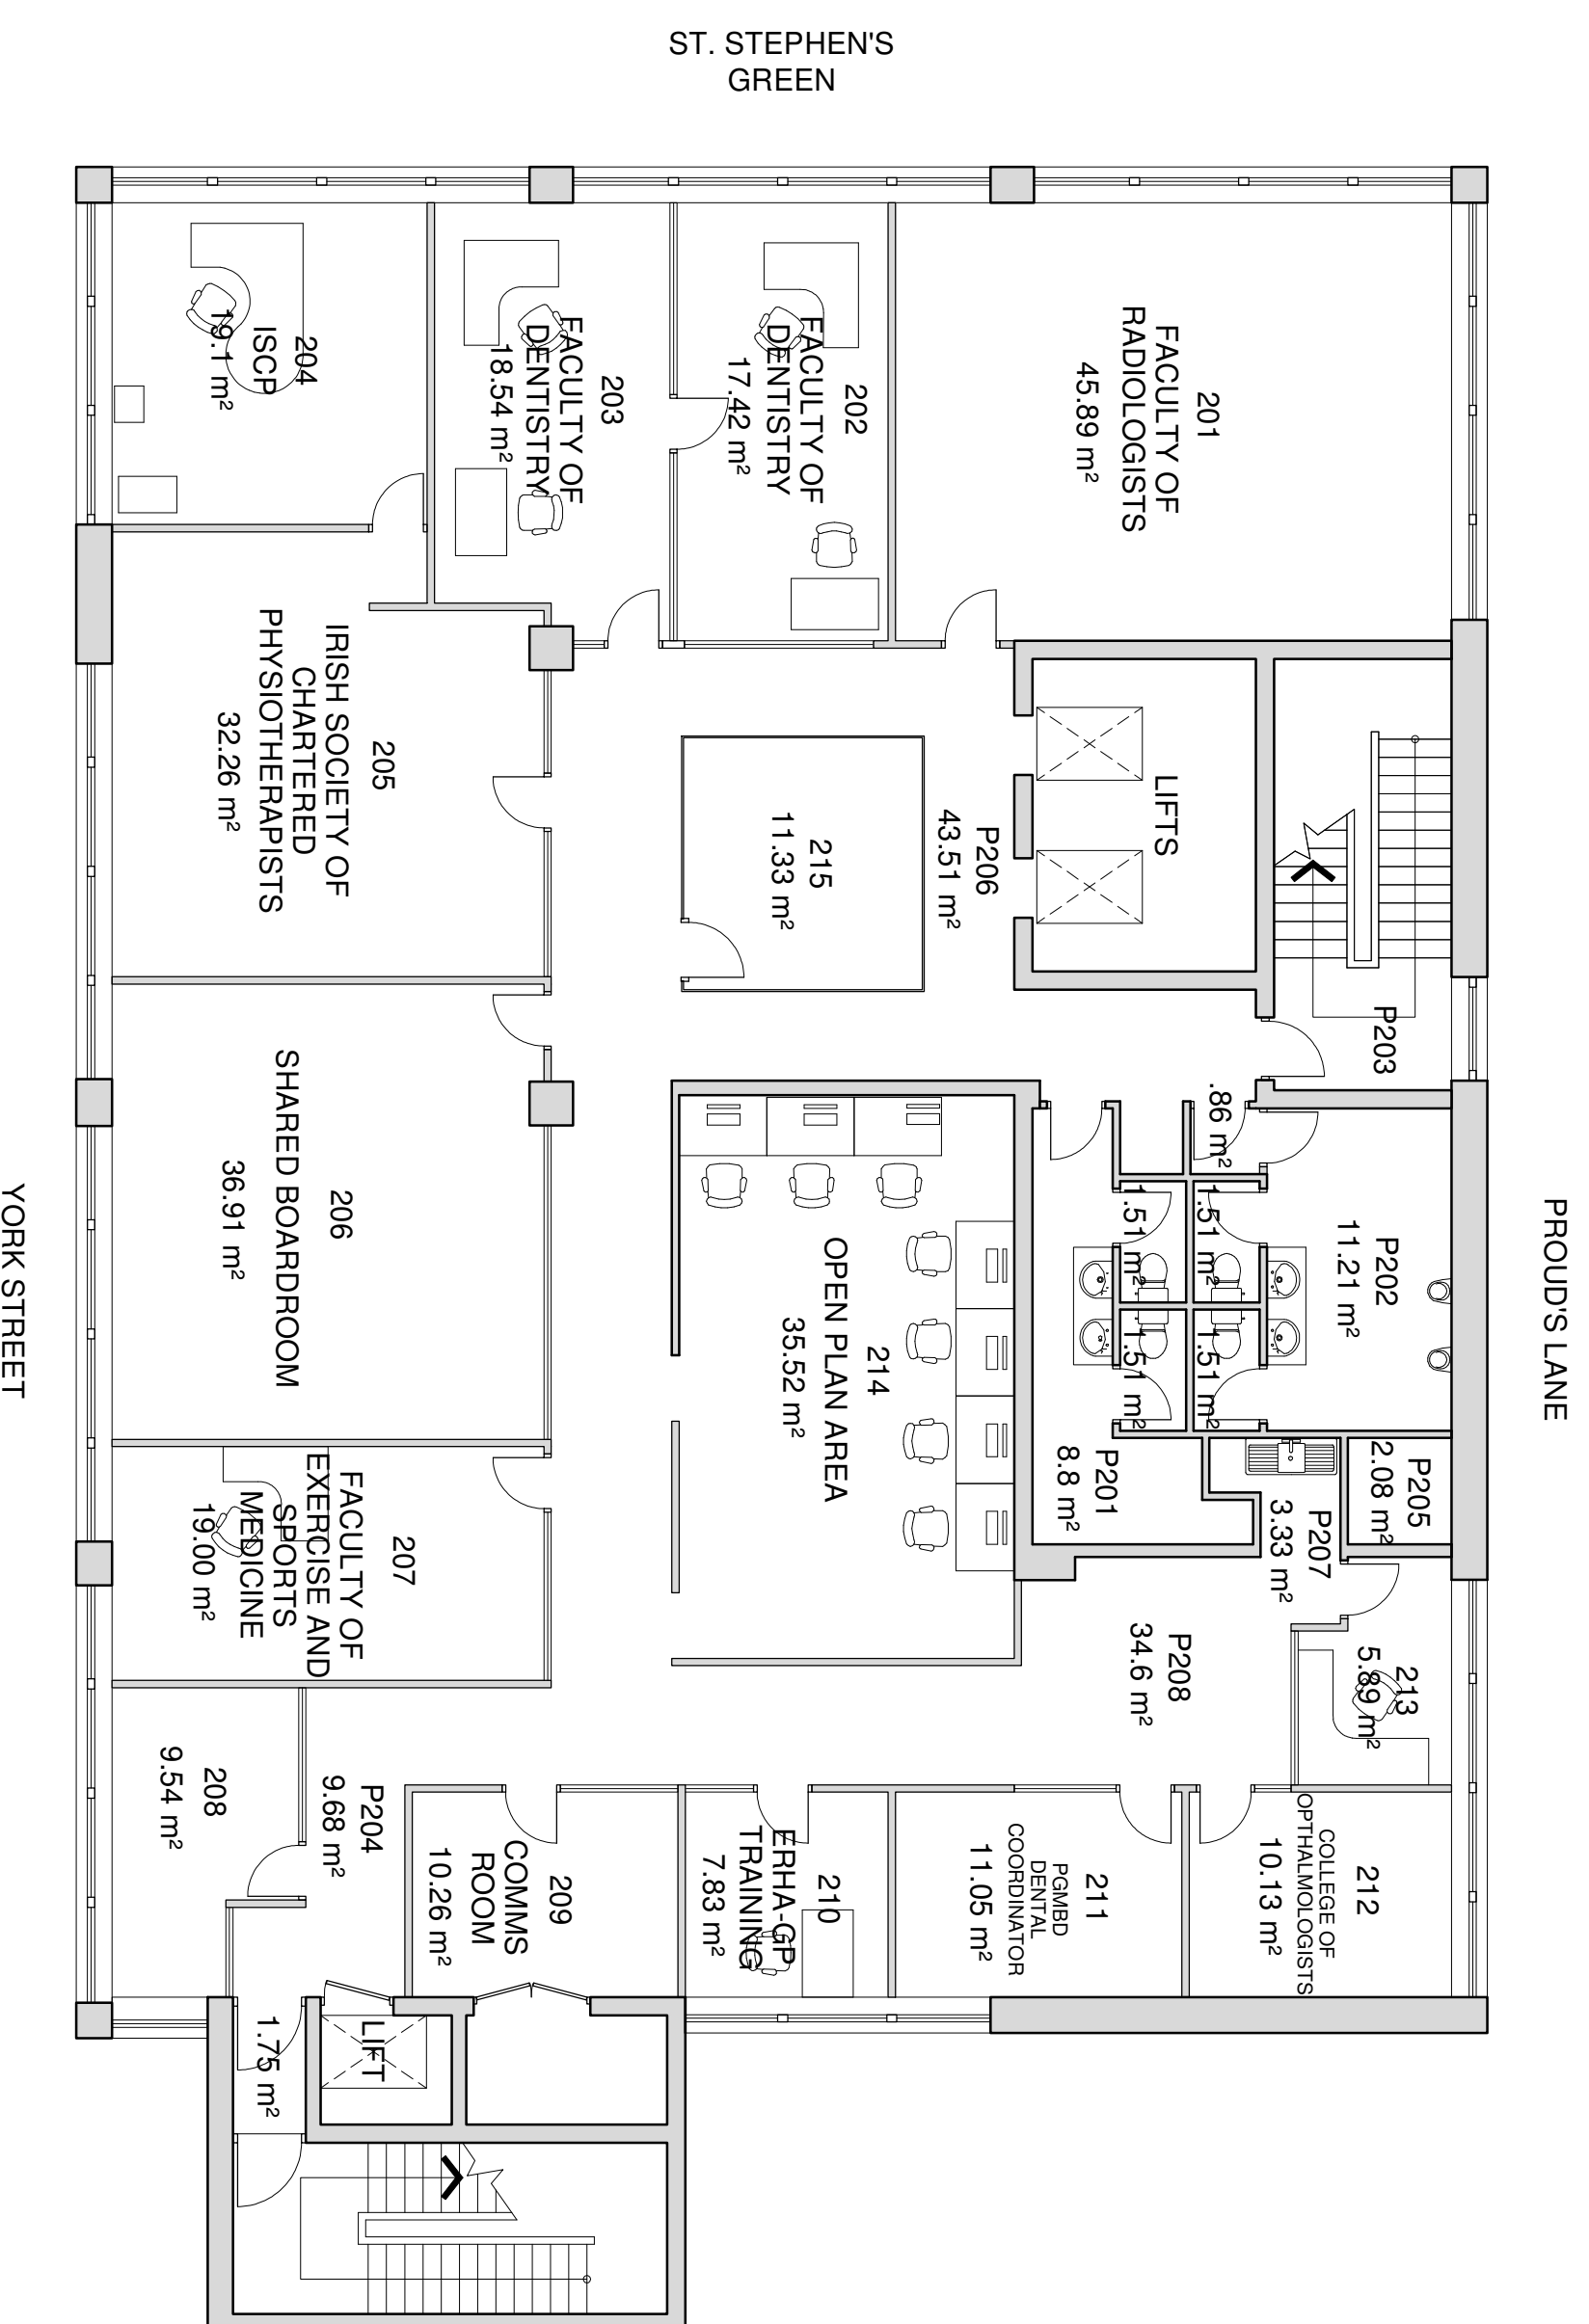 ST. STEPHEN'S
GREEN
201
FACULTY OF
RADIOLOGISTS
45.89 m²
202
FACULTY OF
DENTISTRY
17.42 m²
203
FACULTY OF
DENTISTRY
18.54 m²
204
ISCP
19.1 m²
205
IRISH SOCIETY OF
CHARTERED
PHYSIOTHERAPISTS
32.26 m²
215
11.33 m²
P206
43.51 m²
LIFTS
P203
.86 m²
206
SHARED BOARDROOM
36.91 m²
214
OPEN PLAN AREA
35.52 m²
1.51 m²
1.51 m²
1.51 m²
1.51 m²
P202
11.21 m²
P201
8.8 m²
P205
2.08 m²
P207
3.33 m²
207
FACULTY OF
EXERCISE AND
SPORTS
MEDICINE
19.00 m²
P208
34.6 m²
213
5.89 m²
208
9.54 m²
P204
9.68 m²
209
COMMS
ROOM
10.26 m²
210
ERHA-GP
TRAINING
7.83 m²
211
PGMBD
DENTAL
COORDINATOR
11.05 m²
212
COLLEGE OF
OPTHALMOLOGISTS
10.13 m²
LIFT
1.75 m²
YORK STREET
PROUD'S LANE